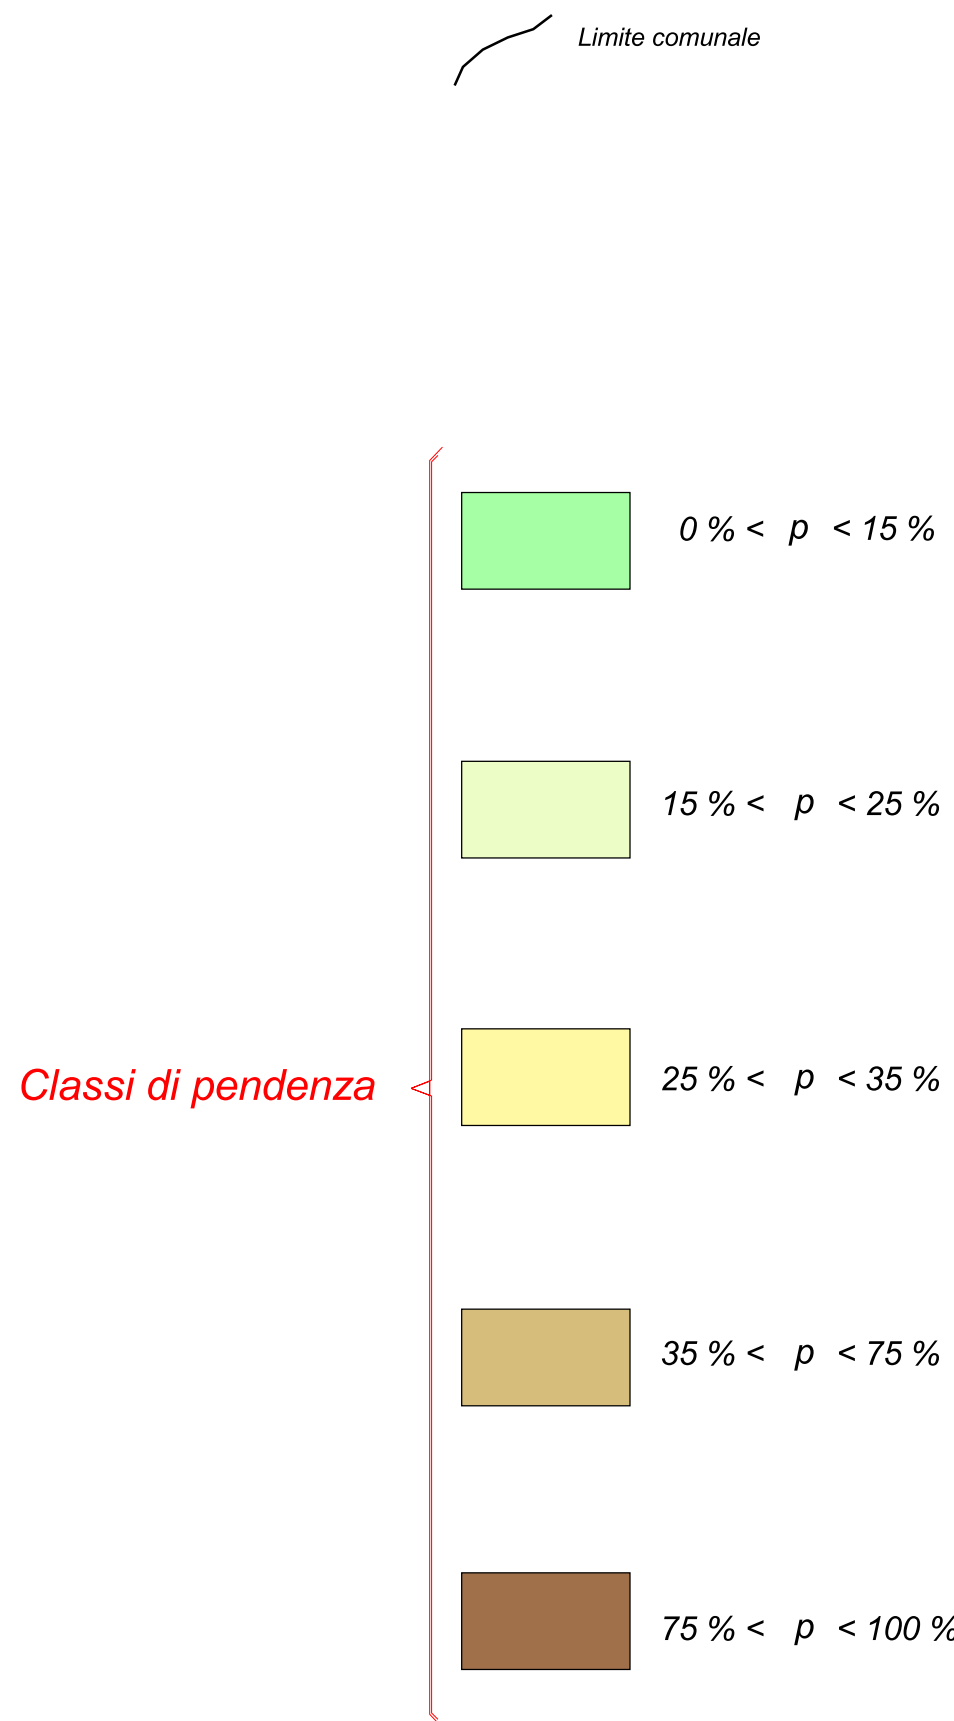 Limite comunale
0 % < p < 15 %
15 % < p < 25 %
Classi di pendenza
25 % < p < 35 %
35 % < p < 75 %
75 % < p < 100 %